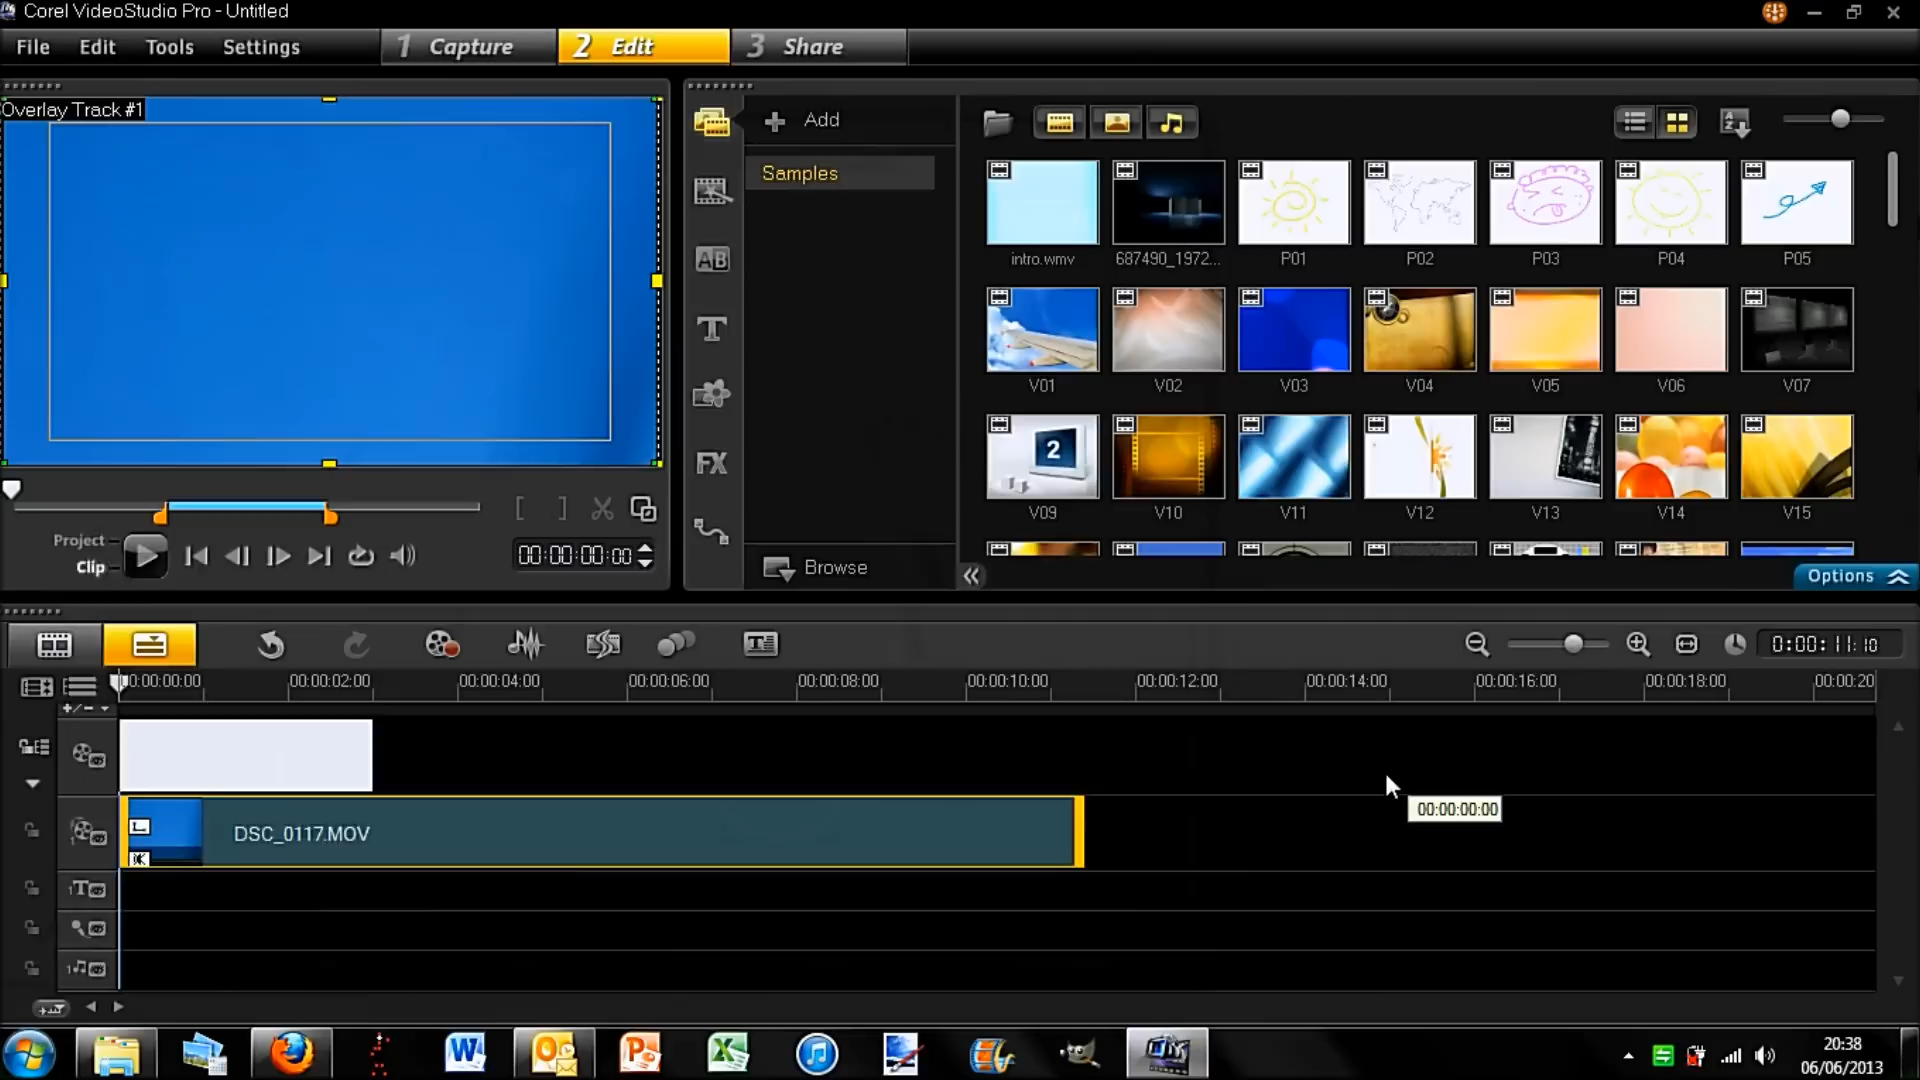 Corel VideoStudio Pro - Untitled
File Edit Tools Settings 1 Capture 2 Edit 3 Share
Overlay Track #1
Add
Samples
intro.wmv 687490_1972... P01 P02 P03 P04 P05
V01 V02 V03 V04 V05 V06 V07
2
V09 V10 V11 V12 V13 V14 V15
AB
T
FX
Project
Clip
00:00:00:00
Browse
Options
0:00:11:10
00:00:00:00 00:00:02:00 00:00:04:00 00:00:06:00 00:00:08:00 00:00:10:00 00:00:12:00 00:00:14:00 00:00:16:00 00:00:18:00 00:00:20
00:00:00:00
DSC_0117.MOV
1T
20:38
06/06/2013